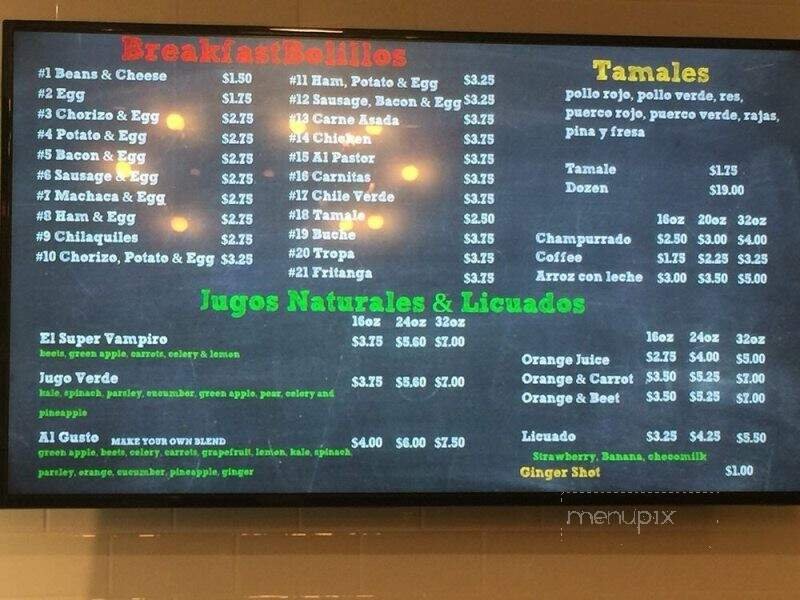 Breakfast Bolillos
#1 Beans & Cheese $1.50
#2 Egg $1.75
#3 Chorizo & Egg $2.75
#4 Potato & Egg $2.75
#5 Bacon & Egg $2.75
#6 Sausage & Egg $2.75
#7 Machaca & Egg $2.75
#8 Ham & Egg $2.75
#9 Chilaquiles $2.75
#10 Chorizo, Potato & Egg $3.25
#11 Ham, Potato & Egg $3.25
#12 Sausage, Bacon & Egg $3.25
#13 Carne Asada $3.75
#14 Chicken $3.75
#15 Al Pastor $3.75
#16 Carnitas $3.75
#17 Chile Verde $3.75
#18 Tamale $2.50
#19 Buche $3.75
#20 Tropa $3.75
#21 Fritanga $3.75
Tamales
pollo rojo, pollo verde, res,
puerco rojo, puerco verde, rajas,
pina y fresa
Tamale $1.75
Dozen $19.00
16oz 20oz 32oz
Champurrado $2.50 $3.00 $4.00
Coffee $1.75 $2.25 $3.25
Arroz con leche $3.00 $3.50 $5.00
Jugos Naturales & Licuados
16oz 24oz 32oz
El Super Vampiro $3.75 $5.60 $7.00
beets, green apple, carrots, celery & lemon
Jugo Verde $3.75 $5.60 $7.00
kale, spinach, parsley, cucumber, green apple, pear, celery and
pineapple
Al Gusto MAKE YOUR OWN BLEND $4.00 $6.00 $7.50
green apple, beets, celery, carrots, grapefruit, lemon, kale, spinach,
parsley, orange, cucumber, pineapple, ginger
16oz 24oz 32oz
Orange Juice $2.75 $4.00 $5.00
Orange & Carrot $3.50 $5.25 $7.00
Orange & Beet $3.50 $5.25 $7.00
Licuado $3.25 $4.25 $5.50
Strawberry, Banana, chocomilk
Ginger Shot $1.00
menupix